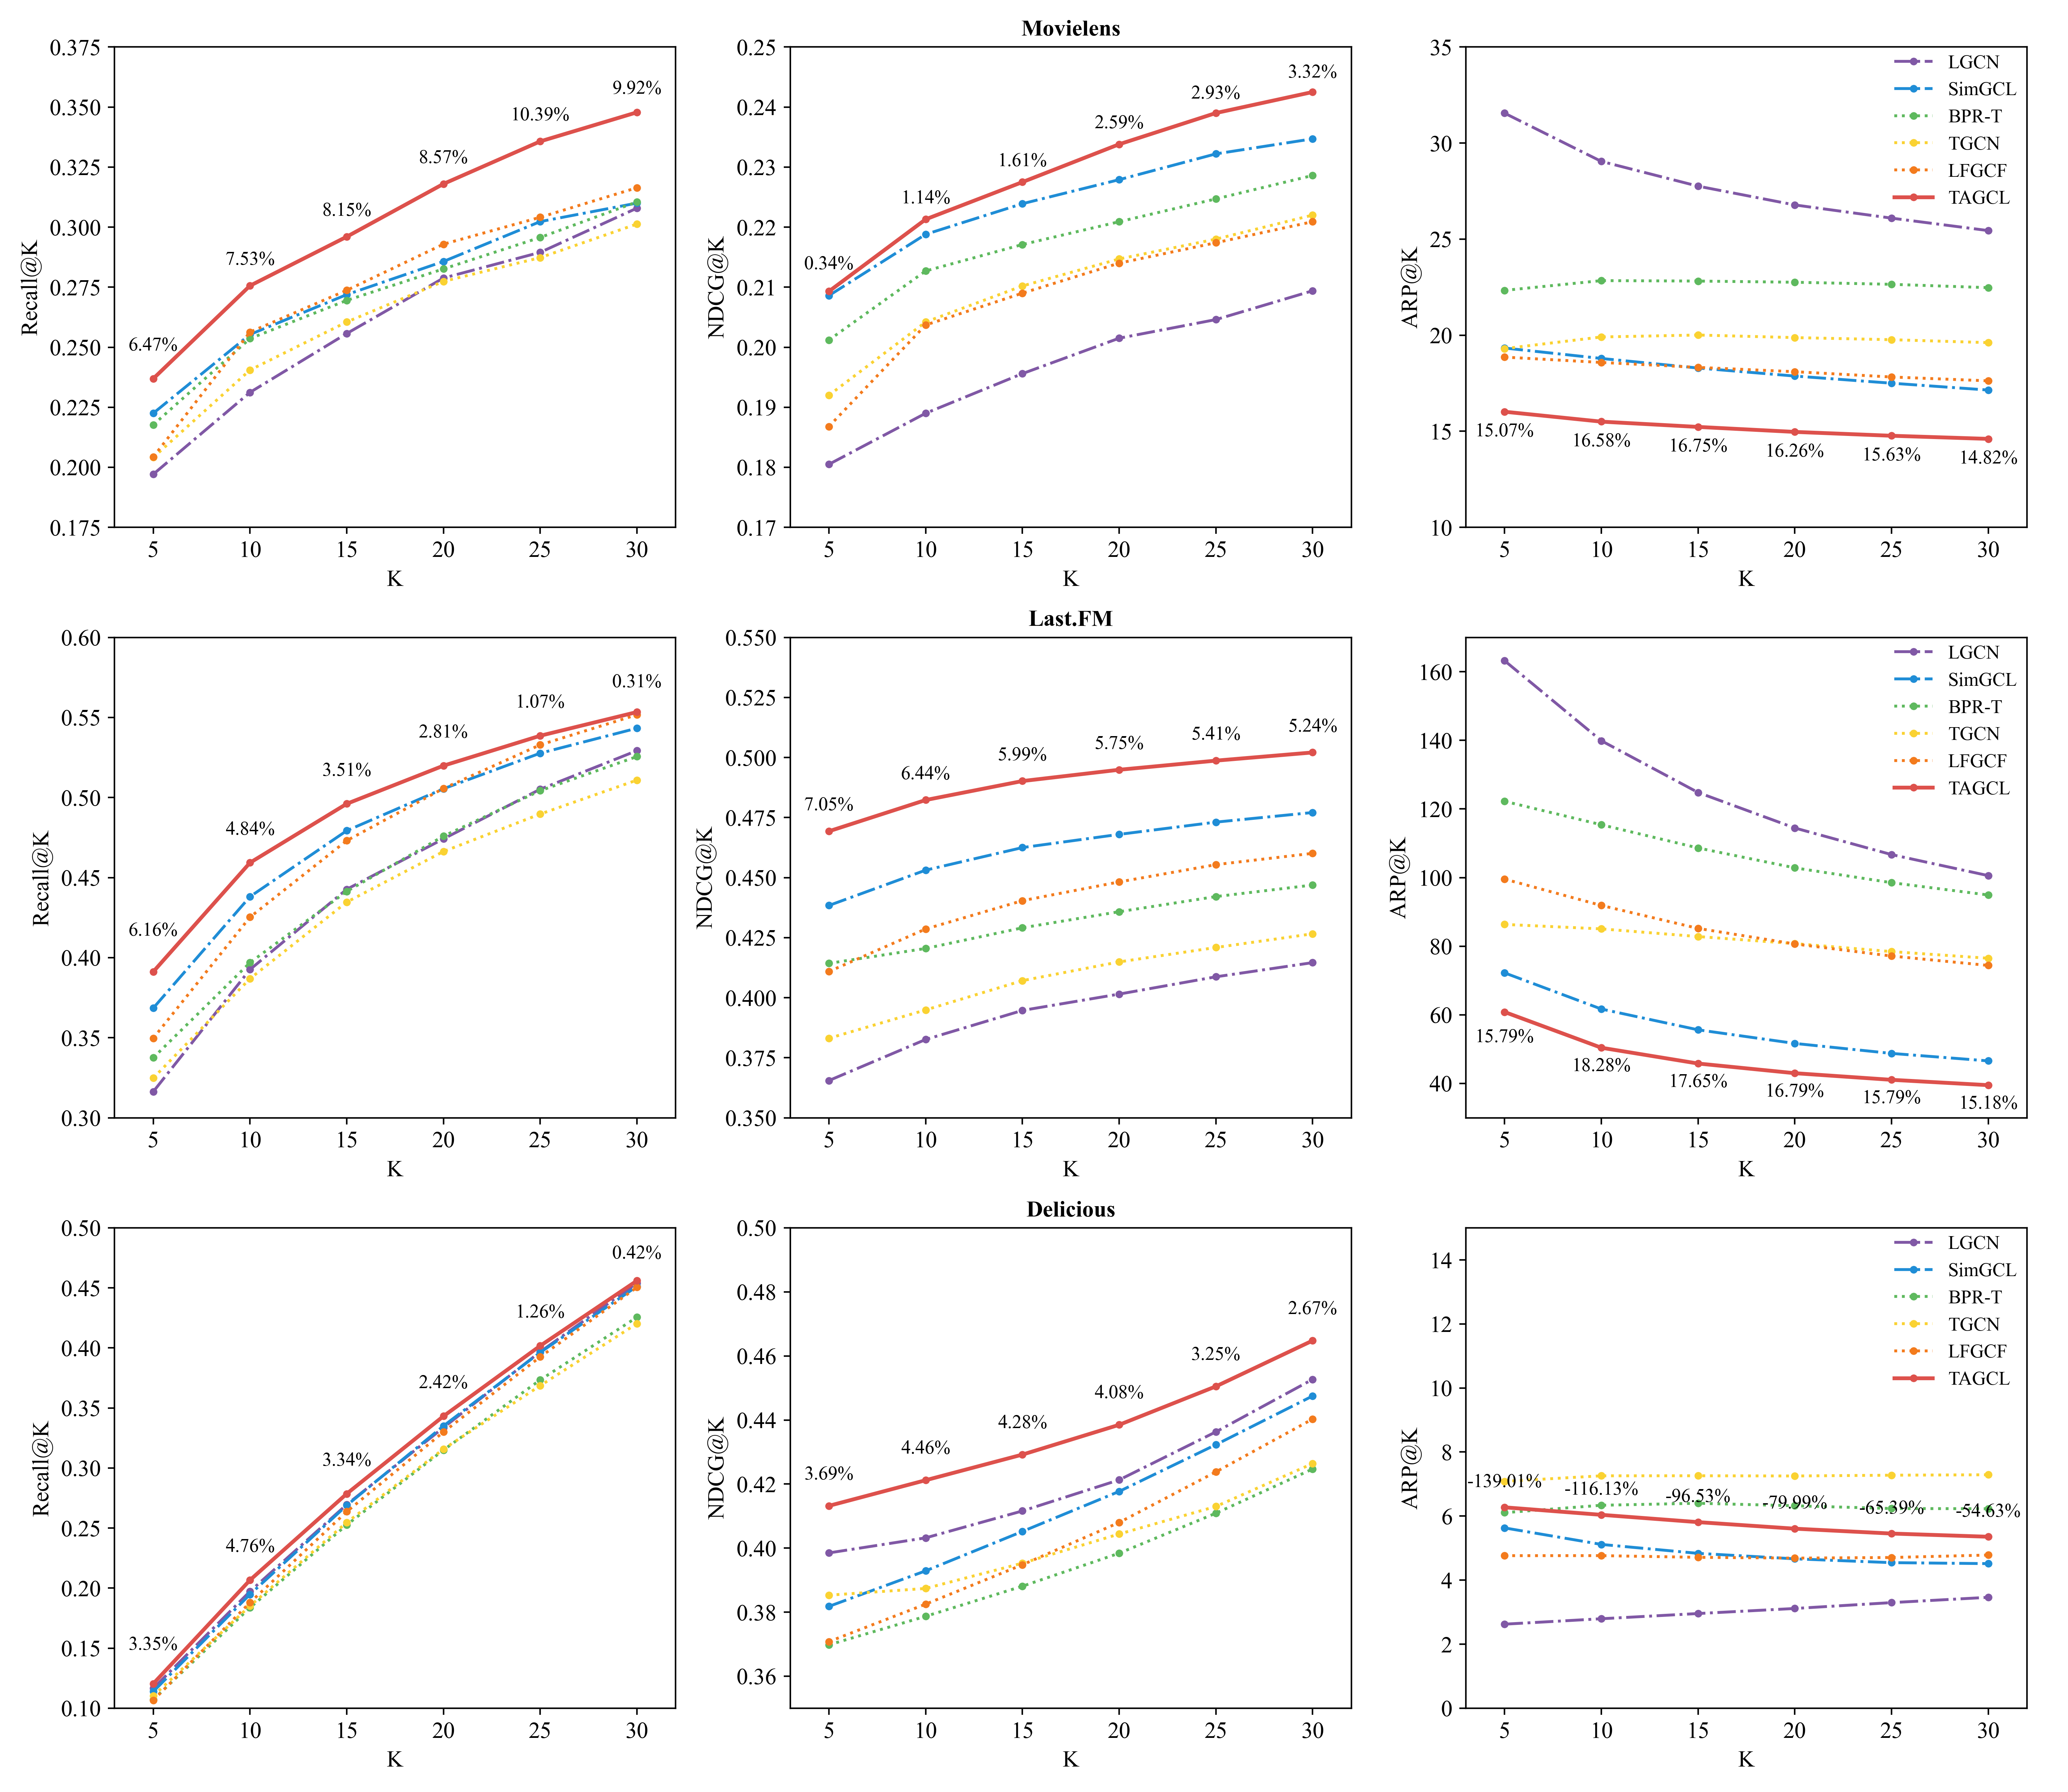 Movielens
0.375
0.350
0.325
0.300
0.275
0.250
0.225
0.200
0.175
Recall@K
6.47%
7.53%
8.15%
8.57%
10.39%
9.92%
5 10 15 20 25 30
K
0.25
0.24
0.23
0.22
0.21
0.20
0.19
0.18
0.17
NDCG@K
0.34%
1.14%
1.61%
2.59%
2.93%
3.32%
5 10 15 20 25 30
K
35
30
25
20
15
10
ARP@K
LGCN
SimGCL
BPR-T
TGCN
LFGCF
TAGCL
15.07%
16.58%
16.75%
16.26%
15.63%
14.82%
5 10 15 20 25 30
K
Last.FM
0.60
0.55
0.50
0.45
0.40
0.35
0.30
Recall@K
6.16%
4.84%
3.51%
2.81%
1.07%
0.31%
5 10 15 20 25 30
K
0.550
0.525
0.500
0.475
0.450
0.425
0.400
0.375
0.350
NDCG@K
7.05%
6.44%
5.99%
5.75%
5.41%
5.24%
5 10 15 20 25 30
K
160
140
120
100
80
60
40
ARP@K
LGCN
SimGCL
BPR-T
TGCN
LFGCF
TAGCL
15.79%
18.28%
17.65%
16.79%
15.79%
15.18%
5 10 15 20 25 30
K
Delicious
0.50
0.45
0.40
0.35
0.30
0.25
0.20
0.15
0.10
Recall@K
3.35%
4.76%
3.34%
2.42%
1.26%
0.42%
5 10 15 20 25 30
K
0.50
0.48
0.46
0.44
0.42
0.40
0.38
0.36
NDCG@K
3.69%
4.46%
4.28%
4.08%
3.25%
2.67%
5 10 15 20 25 30
K
14
12
10
8
6
4
2
0
ARP@K
LGCN
SimGCL
BPR-T
TGCN
LFGCF
TAGCL
-139.01%
-116.13%
-96.53%
-79.99%
-65.39%
-54.63%
5 10 15 20 25 30
K